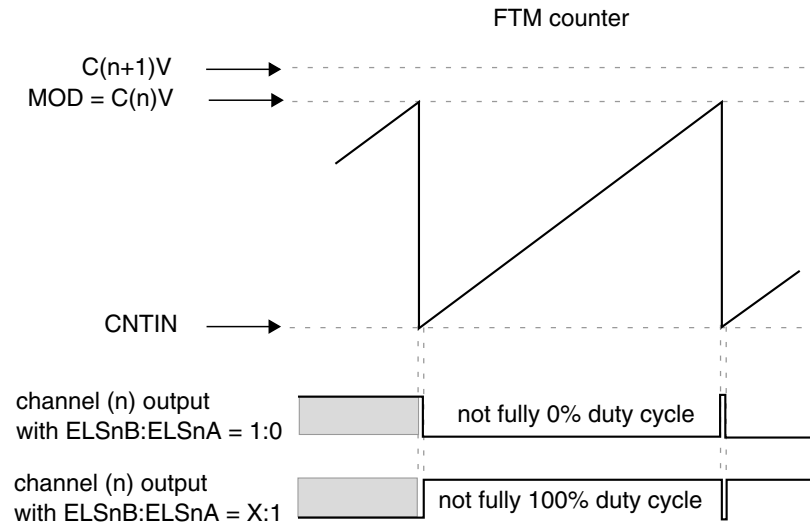 FTM counter
C(n+1)V
MOD = C(n)V
CNTIN
channel (n) output
with ELSnB:ELSnA = 1:0
not fully 0% duty cycle
channel (n) output
with ELSnB:ELSnA = X:1
not fully 100% duty cycle